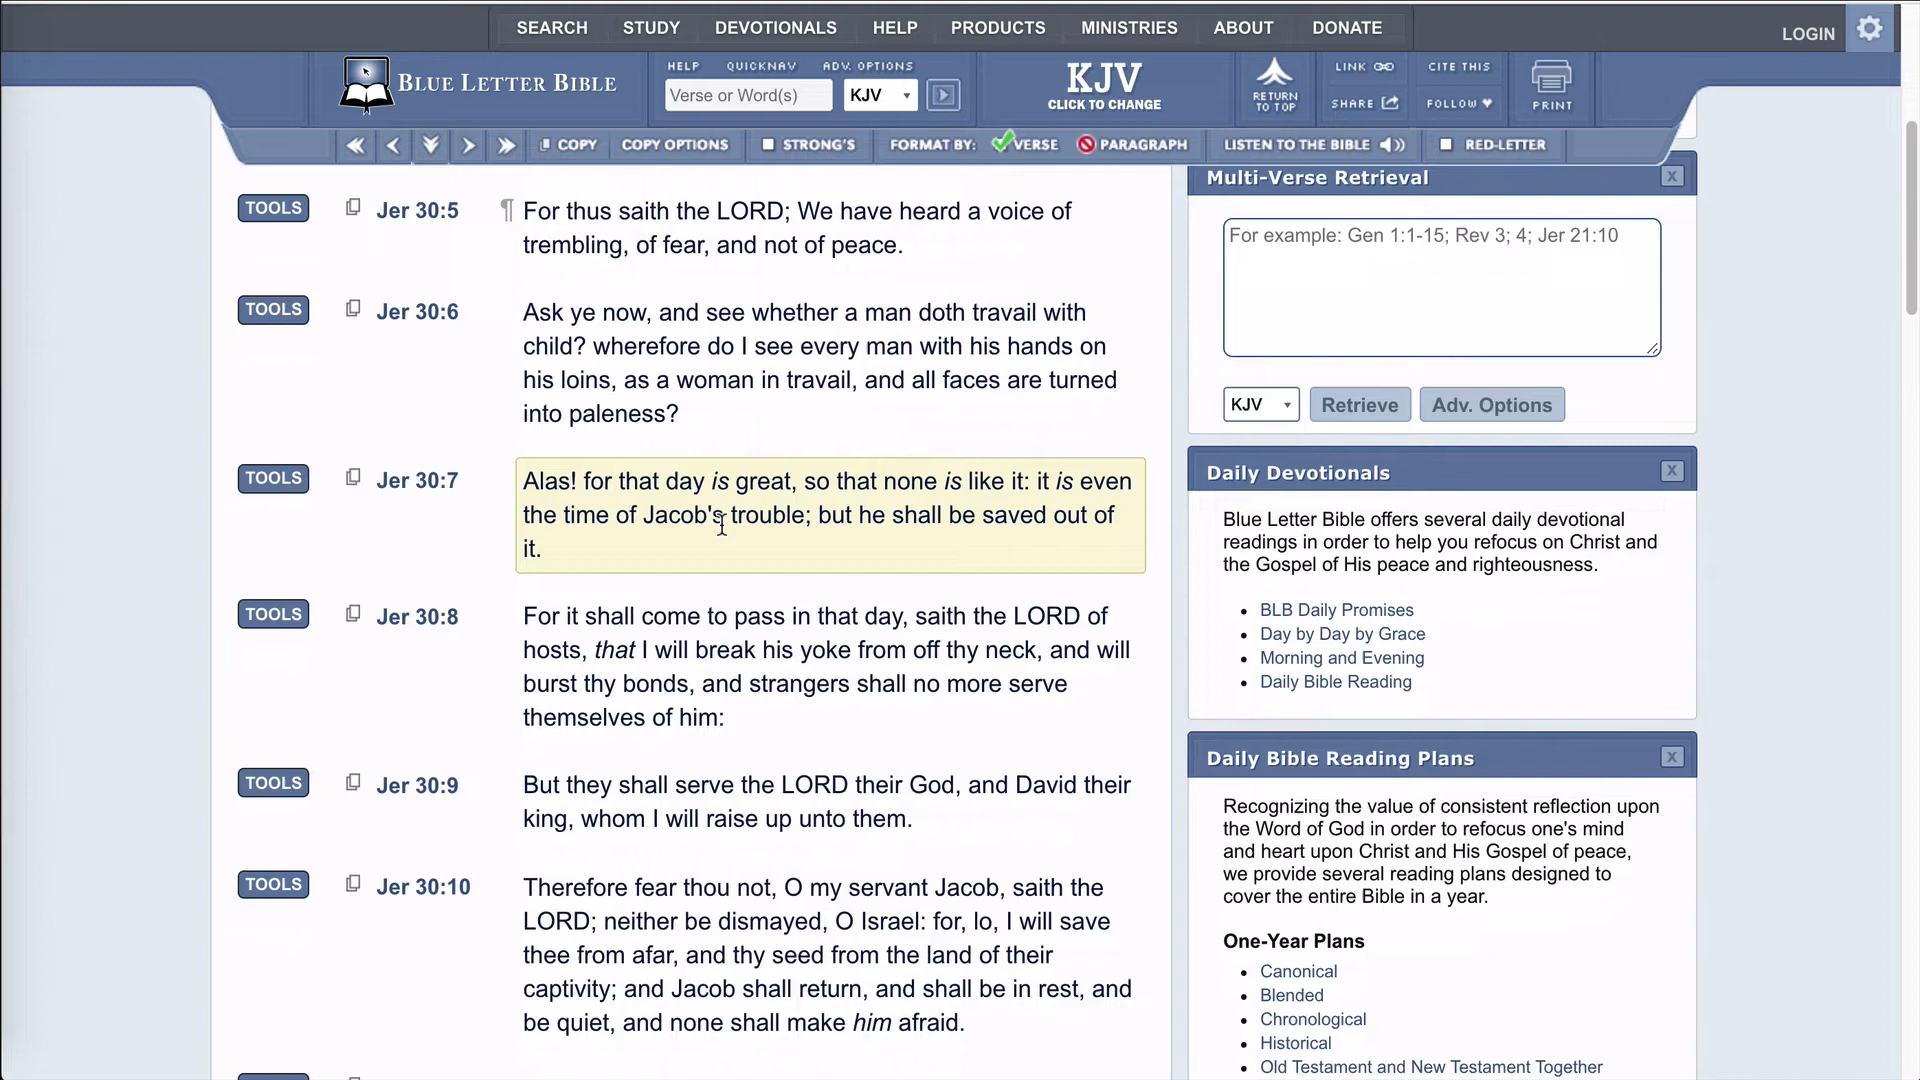 SEARCH STUDY DEVOTIONALS HELP PRODUCTS MINISTRIES ABOUT DONATE
LOGIN
BLUE LETTER BIBLE
HELP QUICKNAV ADV. OPTIONS
Verse or Word(s) KJV
KJV
CLICK TO CHANGE
RETURN
TO TOP
LINK CITE THIS
SHARE FOLLOW
PRINT
COPY COPY OPTIONS STRONG'S FORMAT BY: VERSE PARAGRAPH LISTEN TO THE BIBLE RED-LETTER
TOOLS Jer 30:5 ¶ For thus saith the LORD; We have heard a voice of
trembling, of fear, and not of peace.
TOOLS Jer 30:6 Ask ye now, and see whether a man doth travail with
child? wherefore do I see every man with his hands on
his loins, as a woman in travail, and all faces are turned
into paleness?
TOOLS Jer 30:7 Alas! for that day is great, so that none is like it: it is even
the time of Jacob's trouble; but he shall be saved out of
it.
TOOLS Jer 30:8 For it shall come to pass in that day, saith the LORD of
hosts, that I will break his yoke from off thy neck, and will
burst thy bonds, and strangers shall no more serve
themselves of him:
TOOLS Jer 30:9 But they shall serve the LORD their God, and David their
king, whom I will raise up unto them.
TOOLS Jer 30:10 Therefore fear thou not, O my servant Jacob, saith the
LORD; neither be dismayed, O Israel: for, lo, I will save
thee from afar, and thy seed from the land of their
captivity; and Jacob shall return, and shall be in rest, and
be quiet, and none shall make him afraid.
Multi-Verse Retrieval X
For example: Gen 1:1-15; Rev 3; 4; Jer 21:10
KJV Retrieve Adv. Options
Daily Devotionals X
Blue Letter Bible offers several daily devotional
readings in order to help you refocus on Christ and
the Gospel of His peace and righteousness.
• BLB Daily Promises
• Day by Day by Grace
• Morning and Evening
• Daily Bible Reading
Daily Bible Reading Plans X
Recognizing the value of consistent reflection upon
the Word of God in order to refocus one's mind
and heart upon Christ and His Gospel of peace,
we provide several reading plans designed to
cover the entire Bible in a year.
One-Year Plans
• Canonical
• Blended
• Chronological
• Historical
• Old Testament and New Testament Together